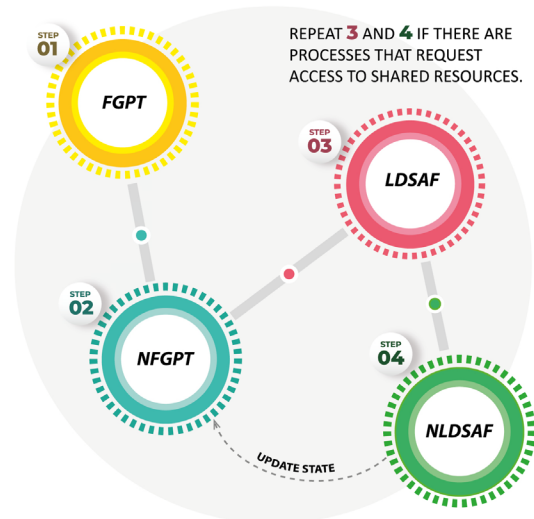 STEP
01
FGPT
REPEAT 3 AND 4 IF THERE ARE
PROCESSES THAT REQUEST
ACCESS TO SHARED RESOURCES.
STEP
03
LDSAF
STEP
02
NFGPT
STEP
04
NLDSAF
UPDATE STATE